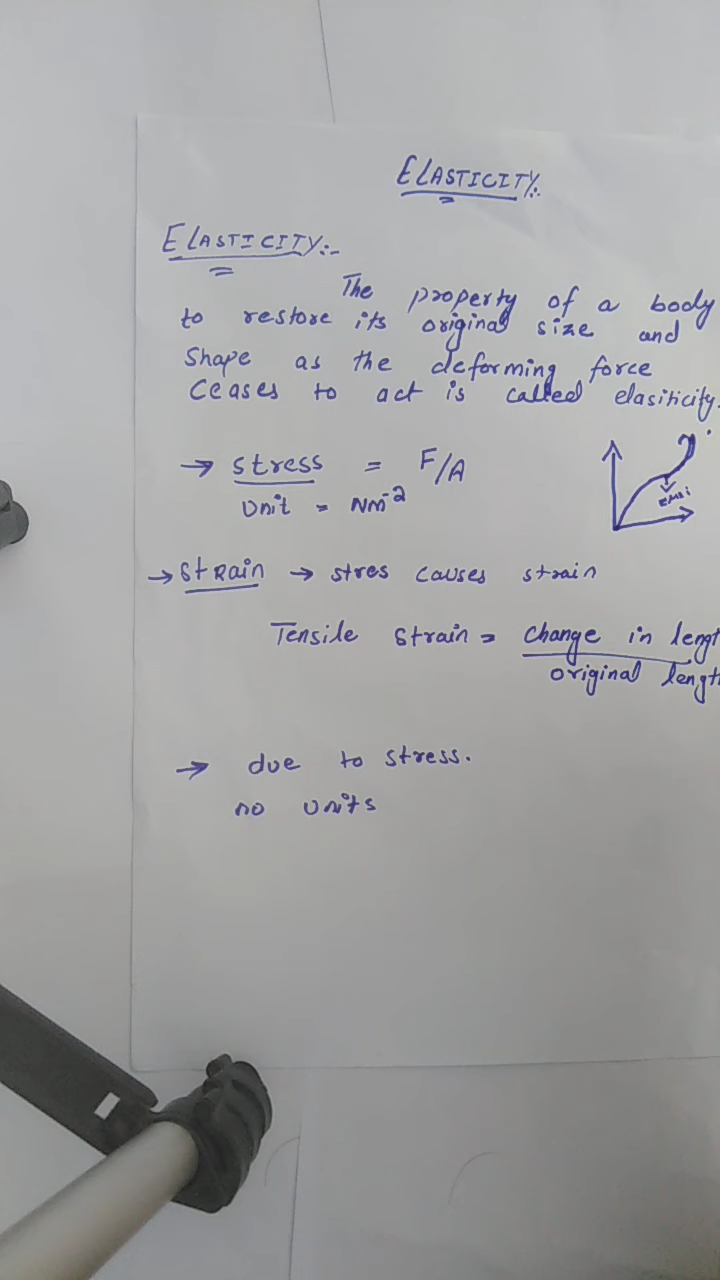 ELASTICITY:
ELASTICITY:-
The property of a body
to restore its original size and
Shape as the deforming force
Ceases to act is called elasiticity.
→ stress = F/A
Unit = Nm⁻²
→ StRain → stres causes strain
Tensile Strain = Change in lengt
original length
→ due to stress.
no units